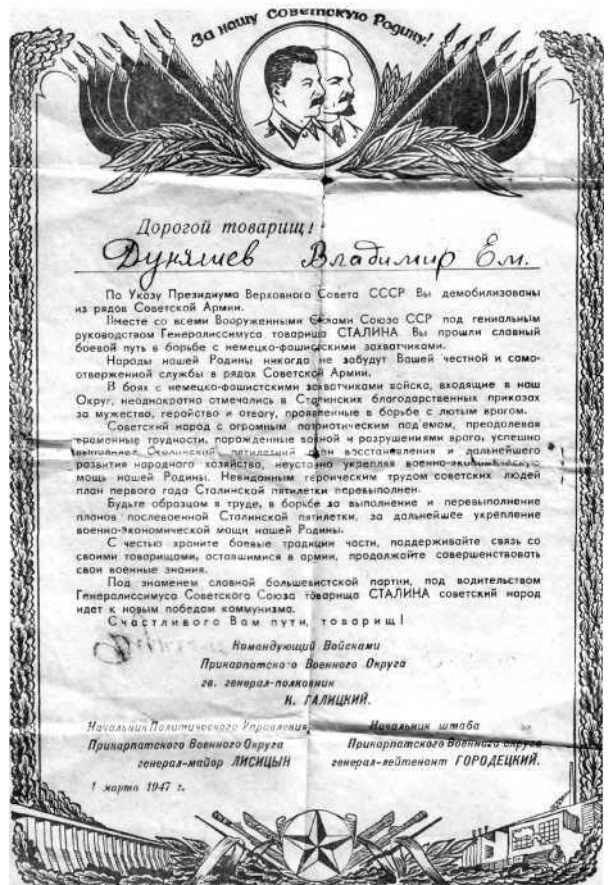 За нашу Советскую Родину!
Дорогой товарищ!
Дукяшев Владимир Ем.
По Указу Президиума Верховного Совета СССР Вы демобилизованы
из рядов Советской Армии.
Вместе со всеми Вооруженными Силами Союза ССР под гениальным
руководством Генералиссимуса товарища СТАЛИНА Вы прошли славный
боевой путь в борьбе с немецко-фашистскими захватчиками.
Народы нашей Родины никогда не забудут Вашей честной и само-
отверженной службы в рядах Советской Армии.
В боях с немецко-фашистскими захватчиками войска, входящие в наш
Округ, неоднократно отмечались в Сталинских благодарственных приказах
за мужество, геройство и отвагу, проявленные в борьбе с лютым врагом.
Советский народ с огромным патриотическим подъемом, преодолевая
временные трудности, порожденные войной и разрушениями врага, успешно
выполняет Сталинский пятилетний план восстановления и дальнейшего
развития народного хозяйства, неустанно укрепляя военно-экономическую
мощь нашей Родины. Невиданным героическим трудом советских людей
план первого года Сталинской пятилетки перевыполнен.
Будьте образцом в труде, в борьбе за выполнение и перевыполнение
планов послевоенной Сталинской пятилетки, за дальнейшее укрепление
военно-экономической мощи нашей Родины.
С честью храните боевые традиции части, поддерживайте связь со
своими товарищами, оставшимися в армии, продолжайте совершенствовать
свои военные знания.
Под знаменем славной большевистской партии, под водительством
Генералиссимуса Советского Союза товарища СТАЛИНА советский народ
идет к новым победам коммунизма.
Счастливого Вам пути, товарищ!
Командующий Войсками
Прикарпатского Военного Округа
гв. генерал-полковник
К. ГАЛИЦКИЙ.
Начальник Политического Управления
Прикарпатского Военного Округа
генерал-майор ЛИСИЦЫН
Начальник штаба
Прикарпатского Военного округа
генерал-лейтенант ГОРОДЕЦКИЙ.
1 марта 1947 г.